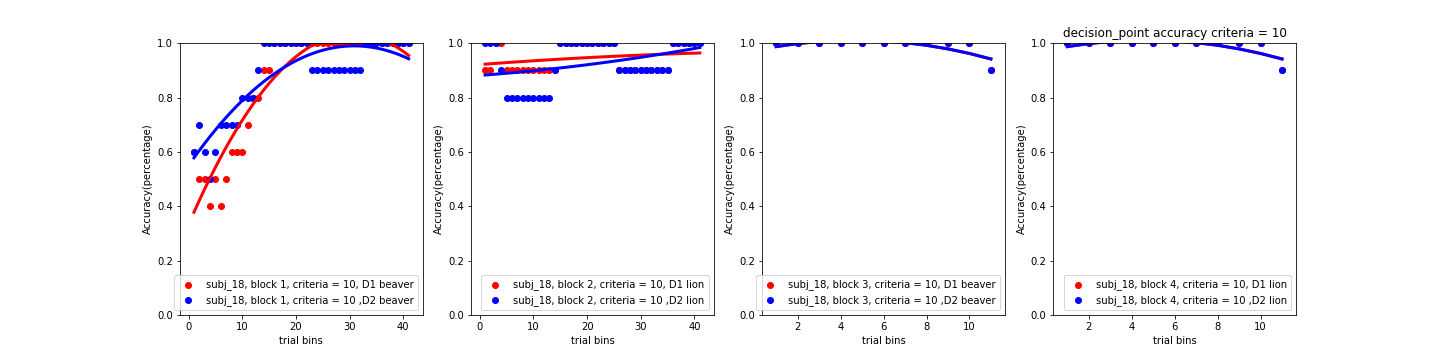 decision_point accuracy criteria = 10
Accuracy(percentage)
1.0
0.8
0.6
0.4
0.2
0.0
subj_18, block 1, criteria = 10, D1 beaver
subj_18, block 1, criteria = 10 ,D2 beaver
0 10 20 30 40
trial bins
Accuracy(percentage)
1.0
0.8
0.6
0.4
0.2
0.0
subj_18, block 2, criteria = 10, D1 lion
subj_18, block 2, criteria = 10 ,D2 lion
0 10 20 30 40
trial bins
Accuracy(percentage)
1.0
0.8
0.6
0.4
0.2
0.0
subj_18, block 3, criteria = 10, D1 beaver
subj_18, block 3, criteria = 10 ,D2 beaver
2 4 6 8 10
trial bins
Accuracy(percentage)
1.0
0.8
0.6
0.4
0.2
0.0
subj_18, block 4, criteria = 10, D1 lion
subj_18, block 4, criteria = 10 ,D2 lion
2 4 6 8 10
trial bins